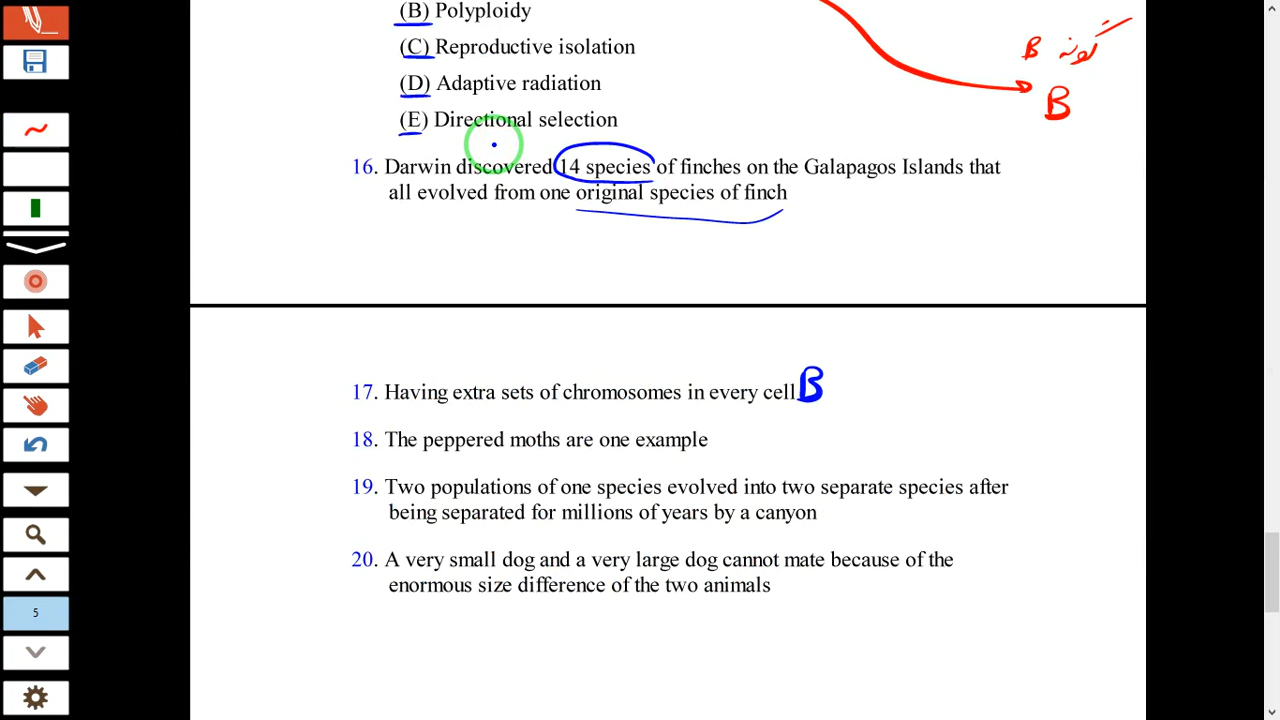 (B) Polyploidy
گونه B
(C) Reproductive isolation
(D) Adaptive radiation
B
(E) Directional selection
16. Darwin discovered 14 species of finches on the Galapagos Islands that
all evolved from one original species of finch
17. Having extra sets of chromosomes in every cell B
18. The peppered moths are one example
19. Two populations of one species evolved into two separate species after
being separated for millions of years by a canyon
20. A very small dog and a very large dog cannot mate because of the
enormous size difference of the two animals
5